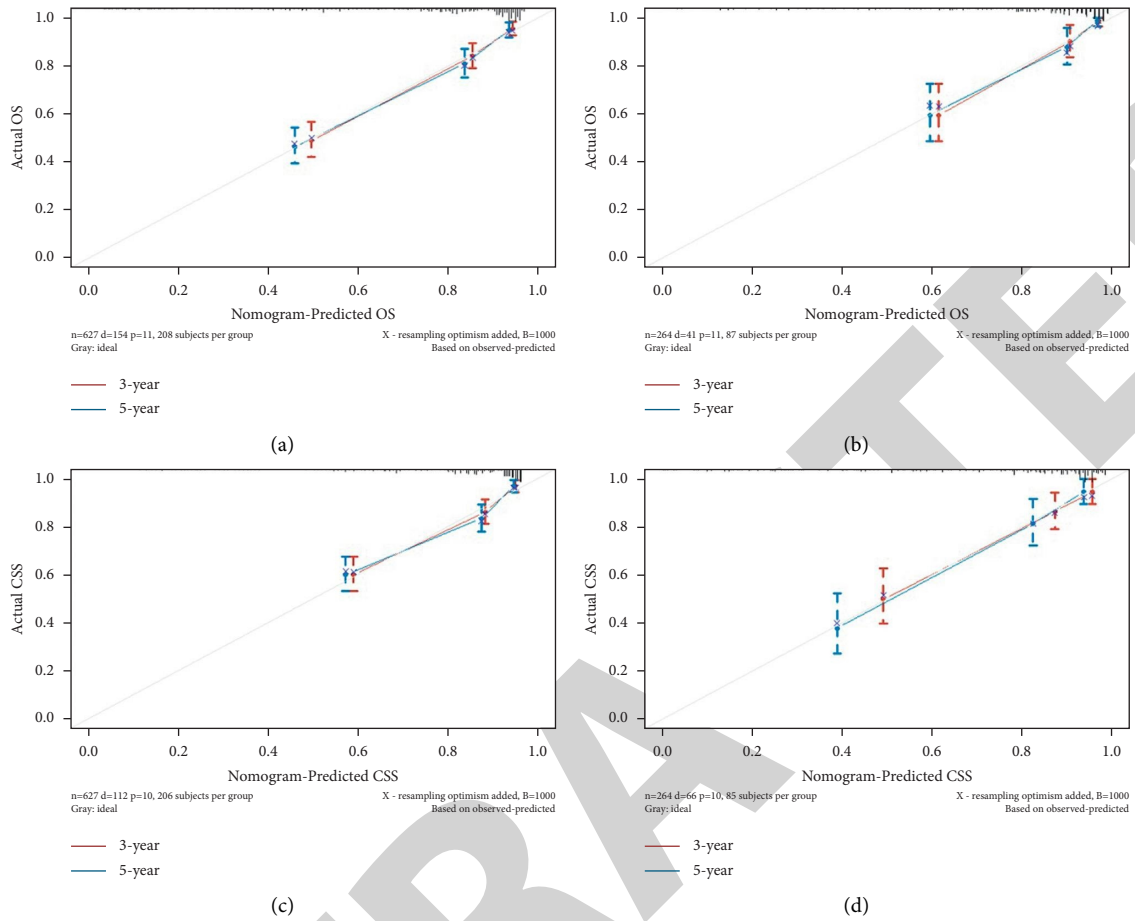 1.0
0.8
0.6
0.4
0.2
0.0
Actual OS
0.0 0.2 0.4 0.6 0.8 1.0
Nomogram-Predicted OS
n=627 d=154 p=11, 208 subjects per group X - resampling optimism added, B=1000
Gray: ideal Based on observed-predicted
3-year
5-year
(a)
1.0
0.8
0.6
0.4
0.2
0.0
Actual OS
0.0 0.2 0.4 0.6 0.8 1.0
Nomogram-Predicted OS
n=264 d=41 p=11, 87 subjects per group X - resampling optimism added, B=1000
Gray: ideal Based on observed-predicted
3-year
5-year
(b)
1.0
0.8
0.6
0.4
0.2
0.0
Actual CSS
0.0 0.2 0.4 0.6 0.8 1.0
Nomogram-Predicted CSS
n=627 d=112 p=10, 206 subjects per group X - resampling optimism added, B=1000
Gray: ideal Based on observed-predicted
3-year
5-year
(c)
1.0
0.8
0.6
0.4
0.2
0.0
Actual CSS
0.0 0.2 0.4 0.6 0.8 1.0
Nomogram-Predicted CSS
n=264 d=66 p=10, 85 subjects per group X - resampling optimism added, B=1000
Gray: ideal Based on observed-predicted
3-year
5-year
(d)